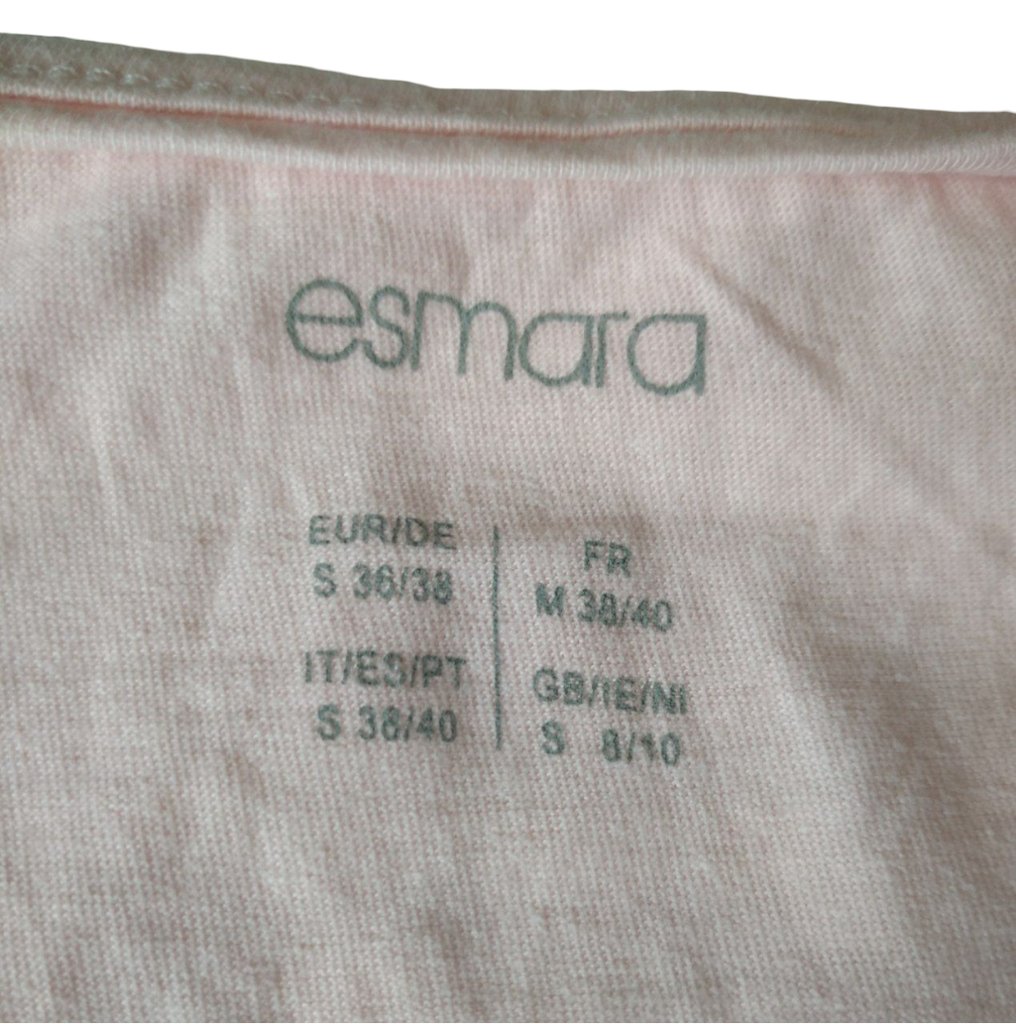 esmara
EUR/DE
S 36/38
IT/ES/PT
S 38/40
FR
M 38/40
GB/IE/NI
S 8/10